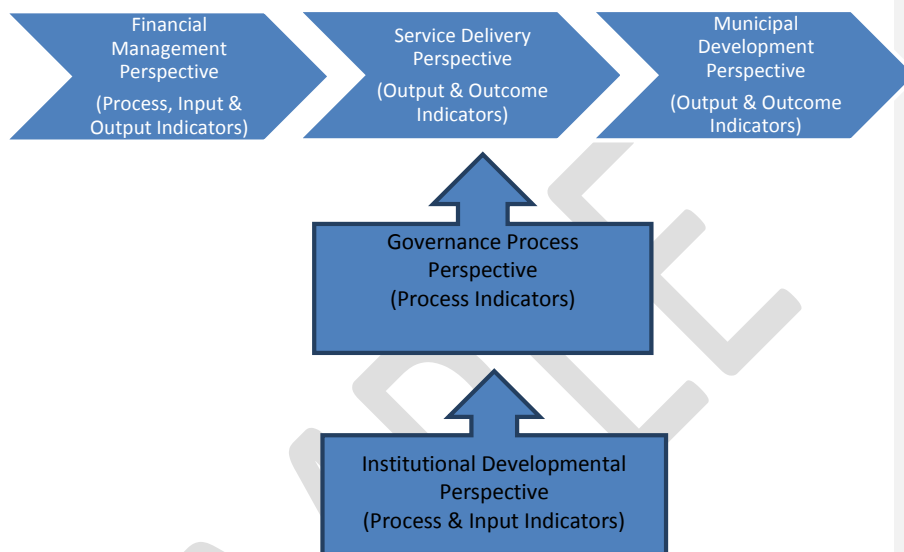 Financial
Management
Perspective
(Process, Input &
Output Indicators)
Service Delivery
Perspective
(Output & Outcome
Indicators)
Municipal
Development
Perspective
(Output & Outcome
Indicators)
Governance Process
Perspective
(Process Indicators)
Institutional Developmental
Perspective
(Process & Input Indicators)